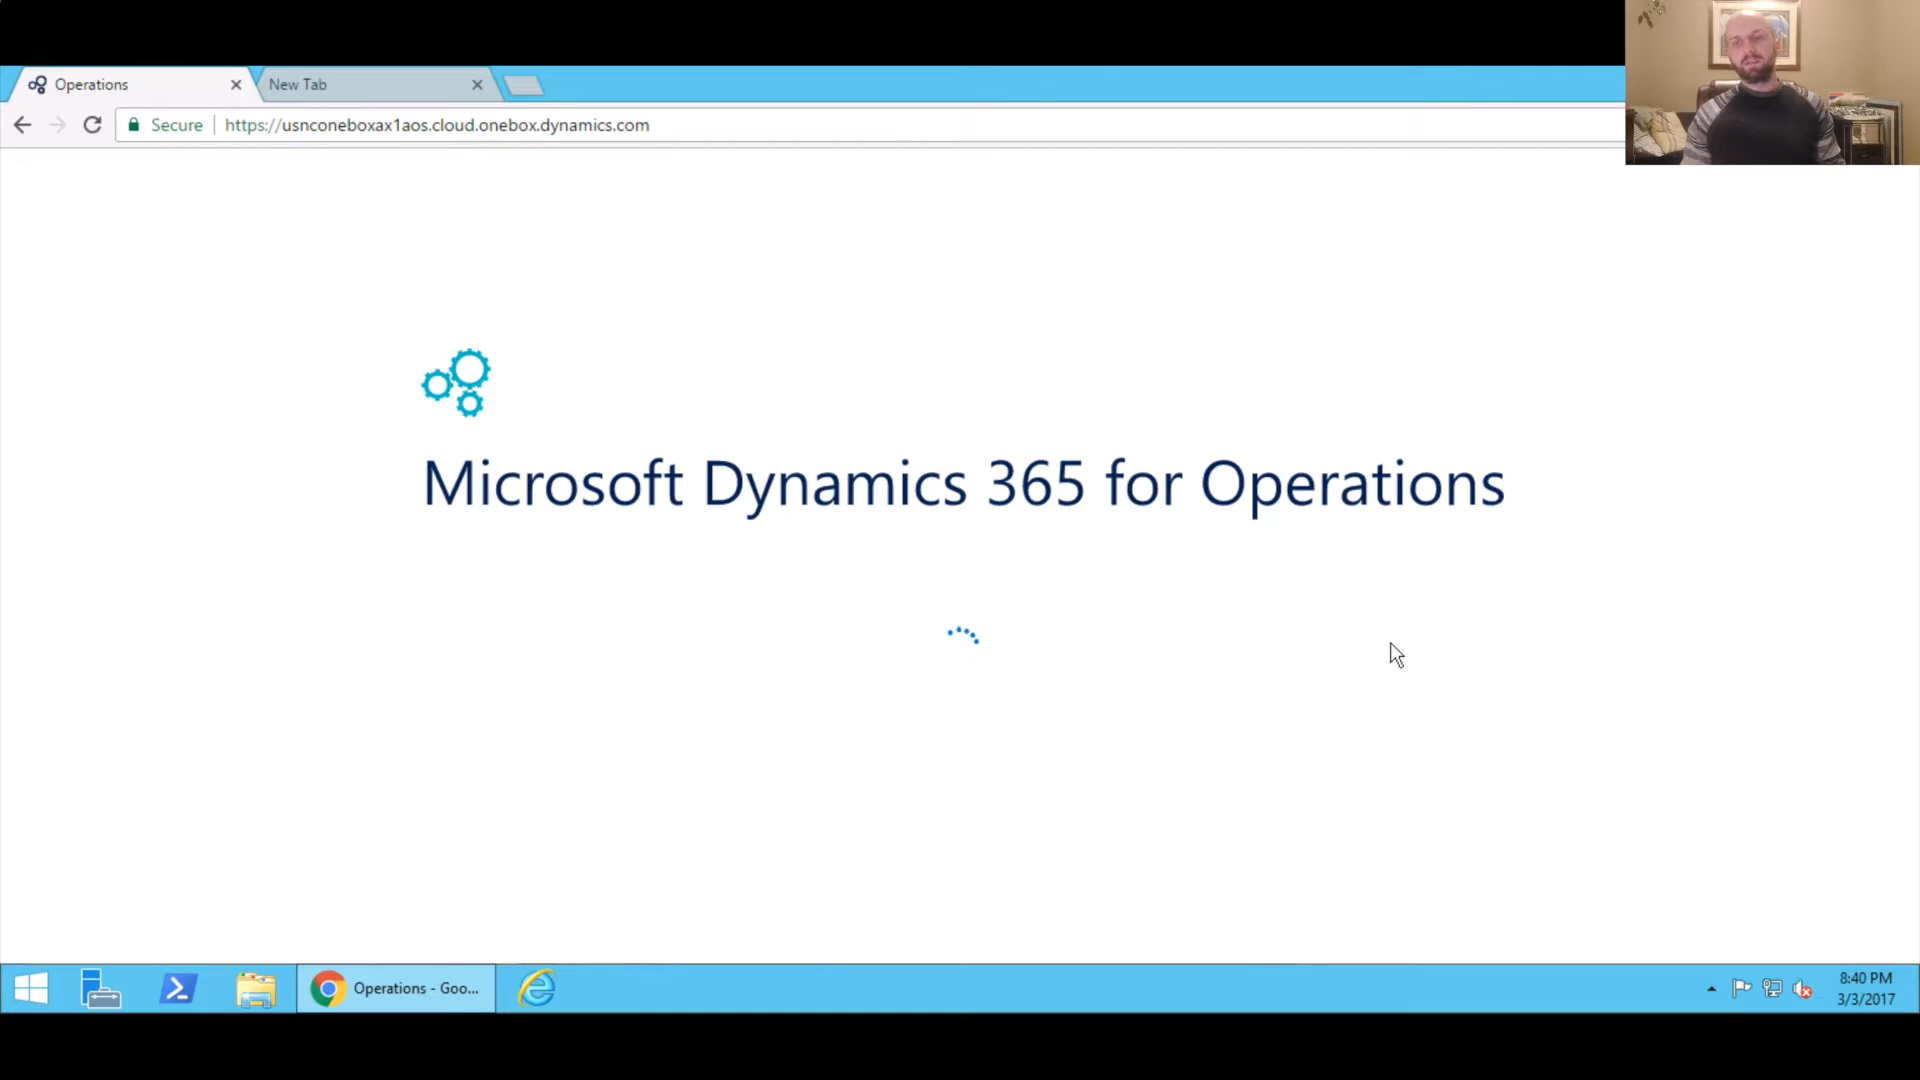 Operations
New Tab
Secure
https://usnconeboxax1aos.cloud.onebox.dynamics.com
Microsoft Dynamics 365 for Operations
Operations - Goo...
8:40 PM
3/3/2017